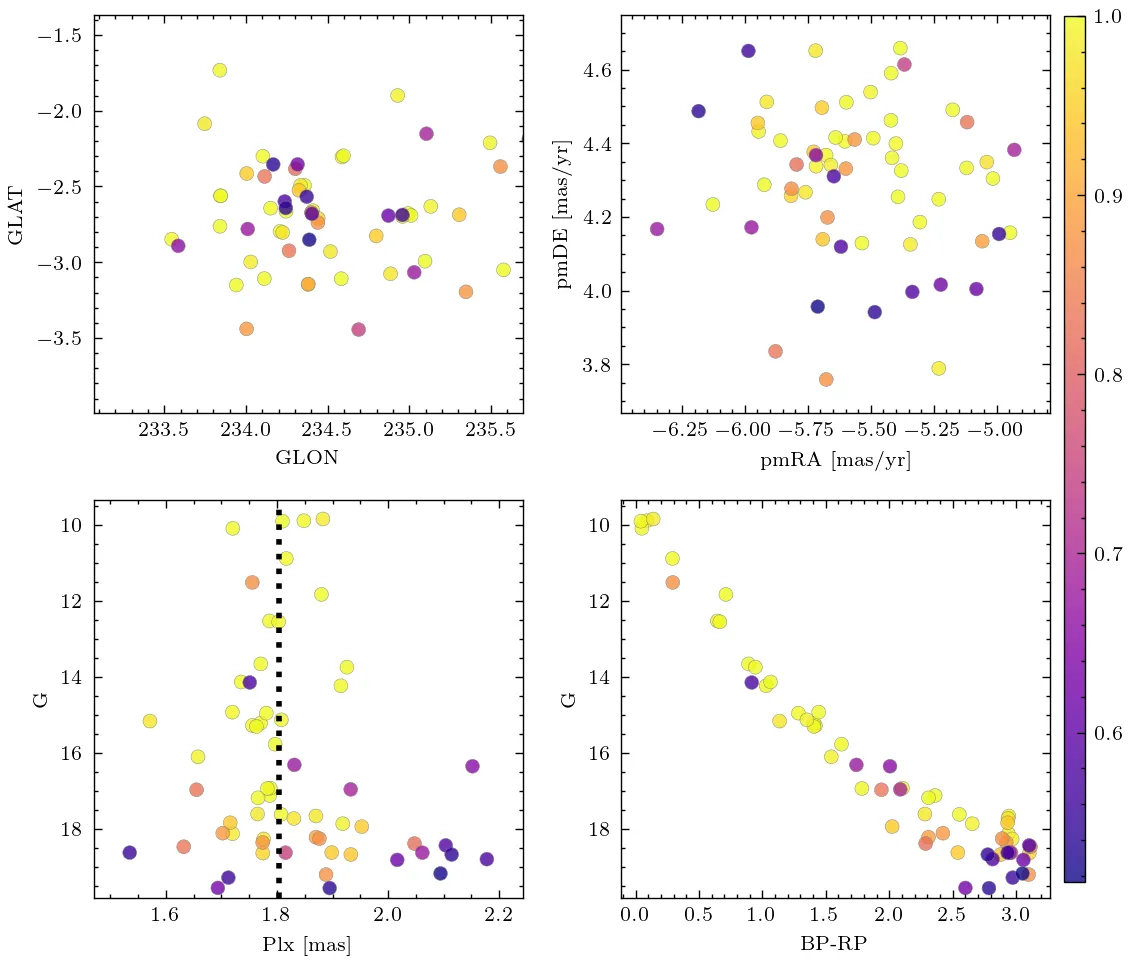 −1.5
−2.0
−2.5
−3.0
−3.5
GLAT
233.5 234.0 234.5 235.0 235.5
GLON
4.6
4.4
4.2
4.0
3.8
pmDE [mas/yr]
−6.25 −6.00 −5.75 −5.50 −5.25 −5.00
pmRA [mas/yr]
1.0
0.9
0.8
0.7
0.6
10
12
14
16
18
G
1.6 1.8 2.0 2.2
Plx [mas]
10
12
14
16
18
G
0.0 0.5 1.0 1.5 2.0 2.5 3.0
BP-RP